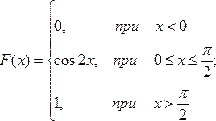 0, при x < 0
F(x) = { cos 2x, при 0 ≤ x ≤ π/2;
1, при x > π/2